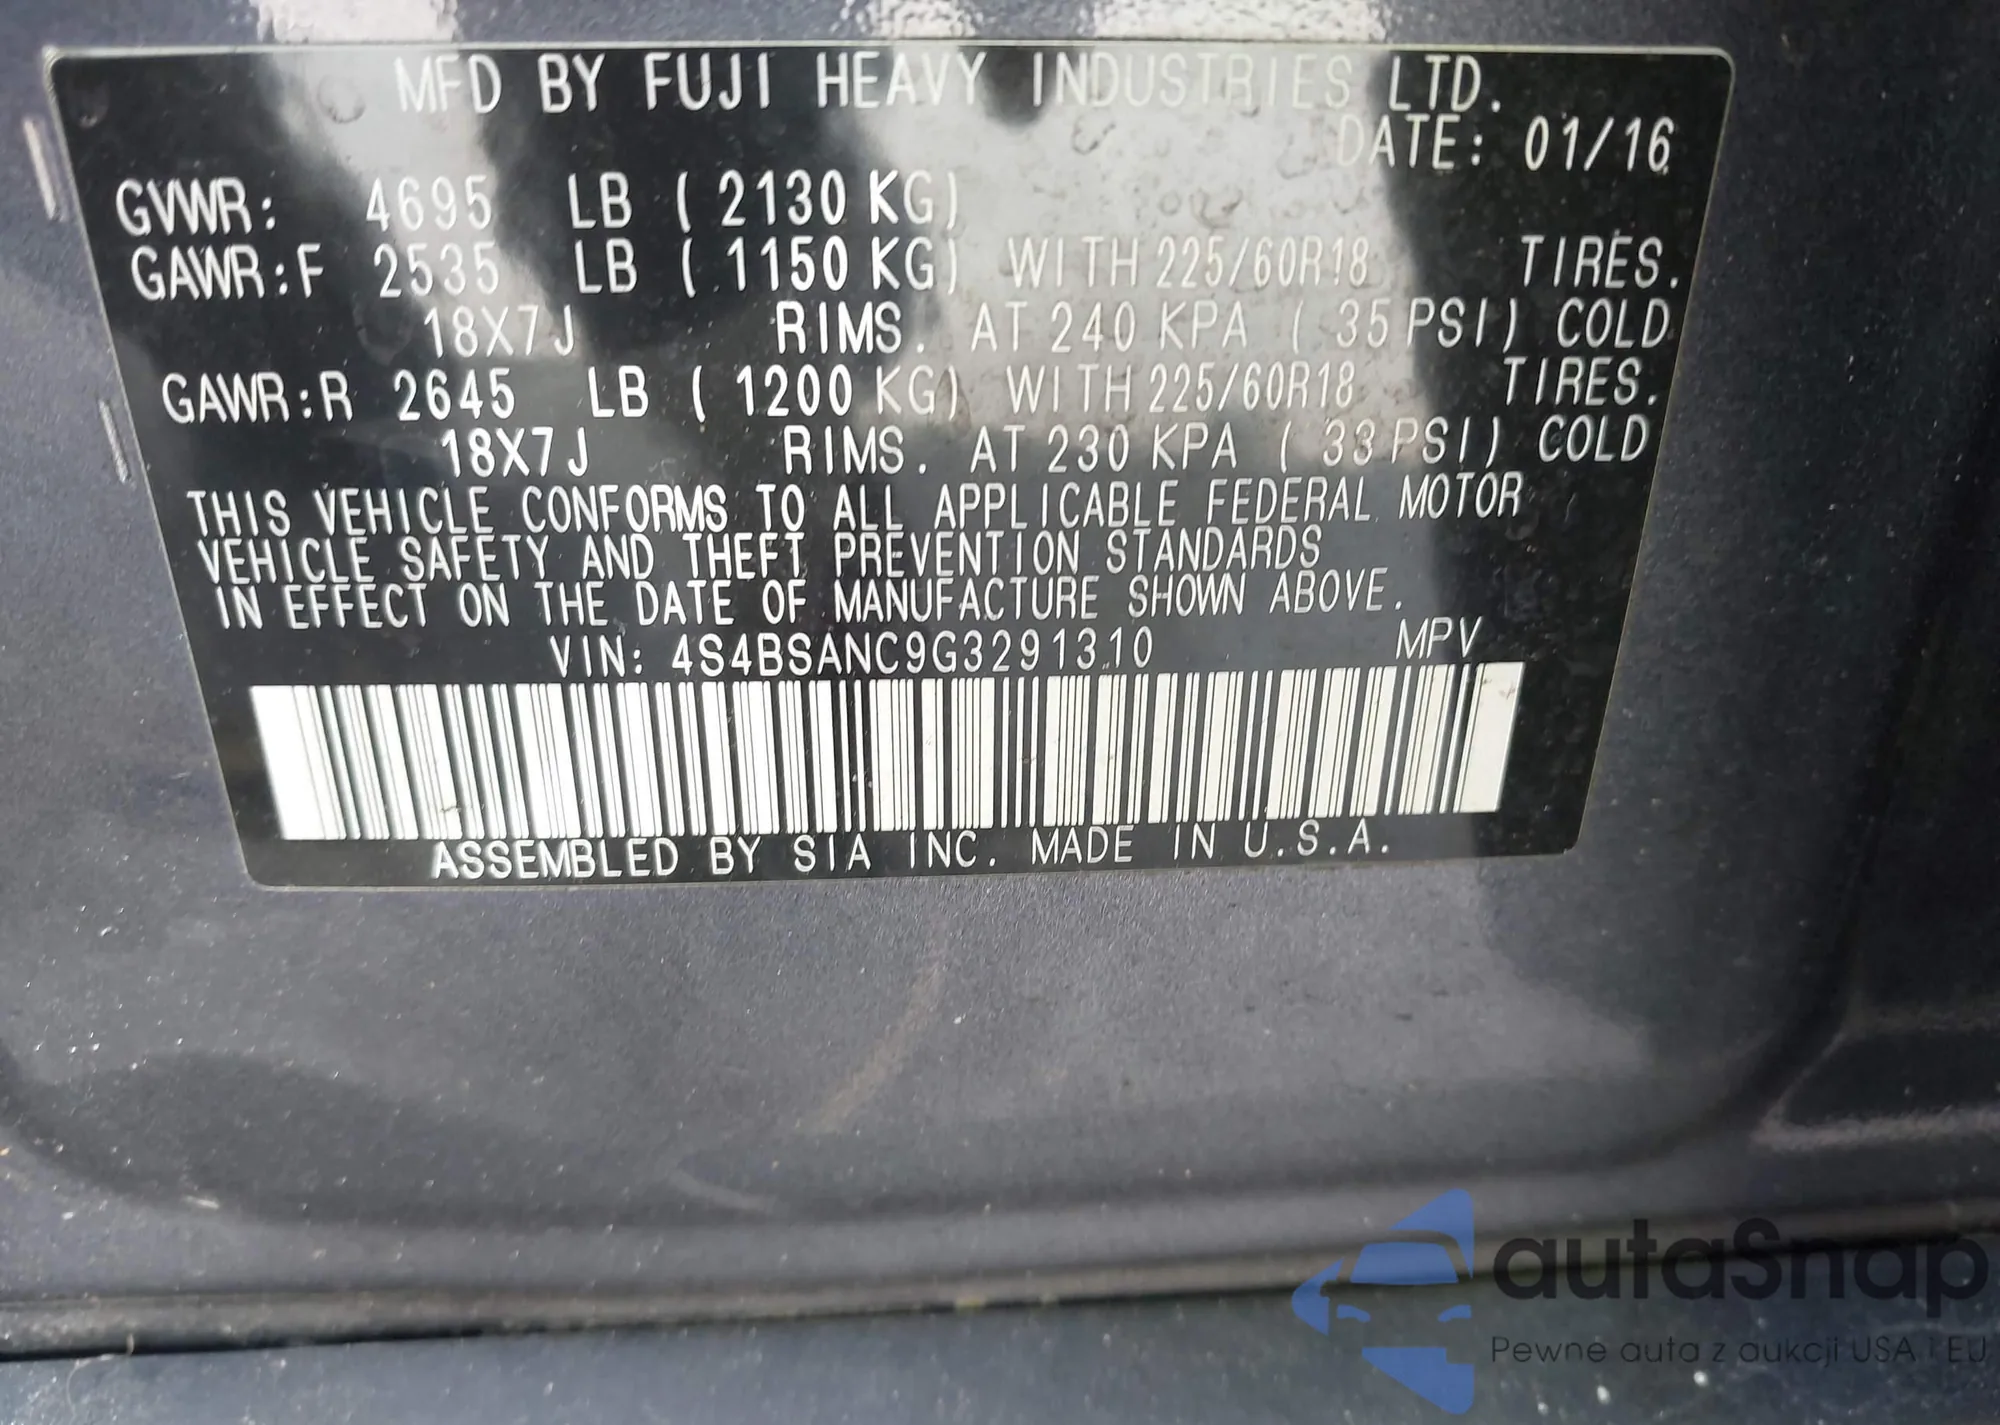 MFD BY FUJI HEAVY INDUSTRIES LTD.
DATE: 01/16
GVWR: 4695 LB ( 2130 KG)
GAWR:F 2535 LB ( 1150 KG) WITH 225/60R18 TIRES.
18X7J RIMS. AT 240 KPA ( 35 PSI) COLD
GAWR:R 2645 LB ( 1200 KG) WITH 225/60R18 TIRES.
18X7J RIMS. AT 230 KPA ( 33 PSI) COLD
THIS VEHICLE CONFORMS TO ALL APPLICABLE FEDERAL MOTOR
VEHICLE SAFETY AND THEFT PREVENTION STANDARDS
IN EFFECT ON THE DATE OF MANUFACTURE SHOWN ABOVE.
VIN: 4S4BSANC9G3291310 MPV
ASSEMBLED BY SIA INC. MADE IN U.S.A.
autaSnap
Pewne auta z aukcji USA i EU